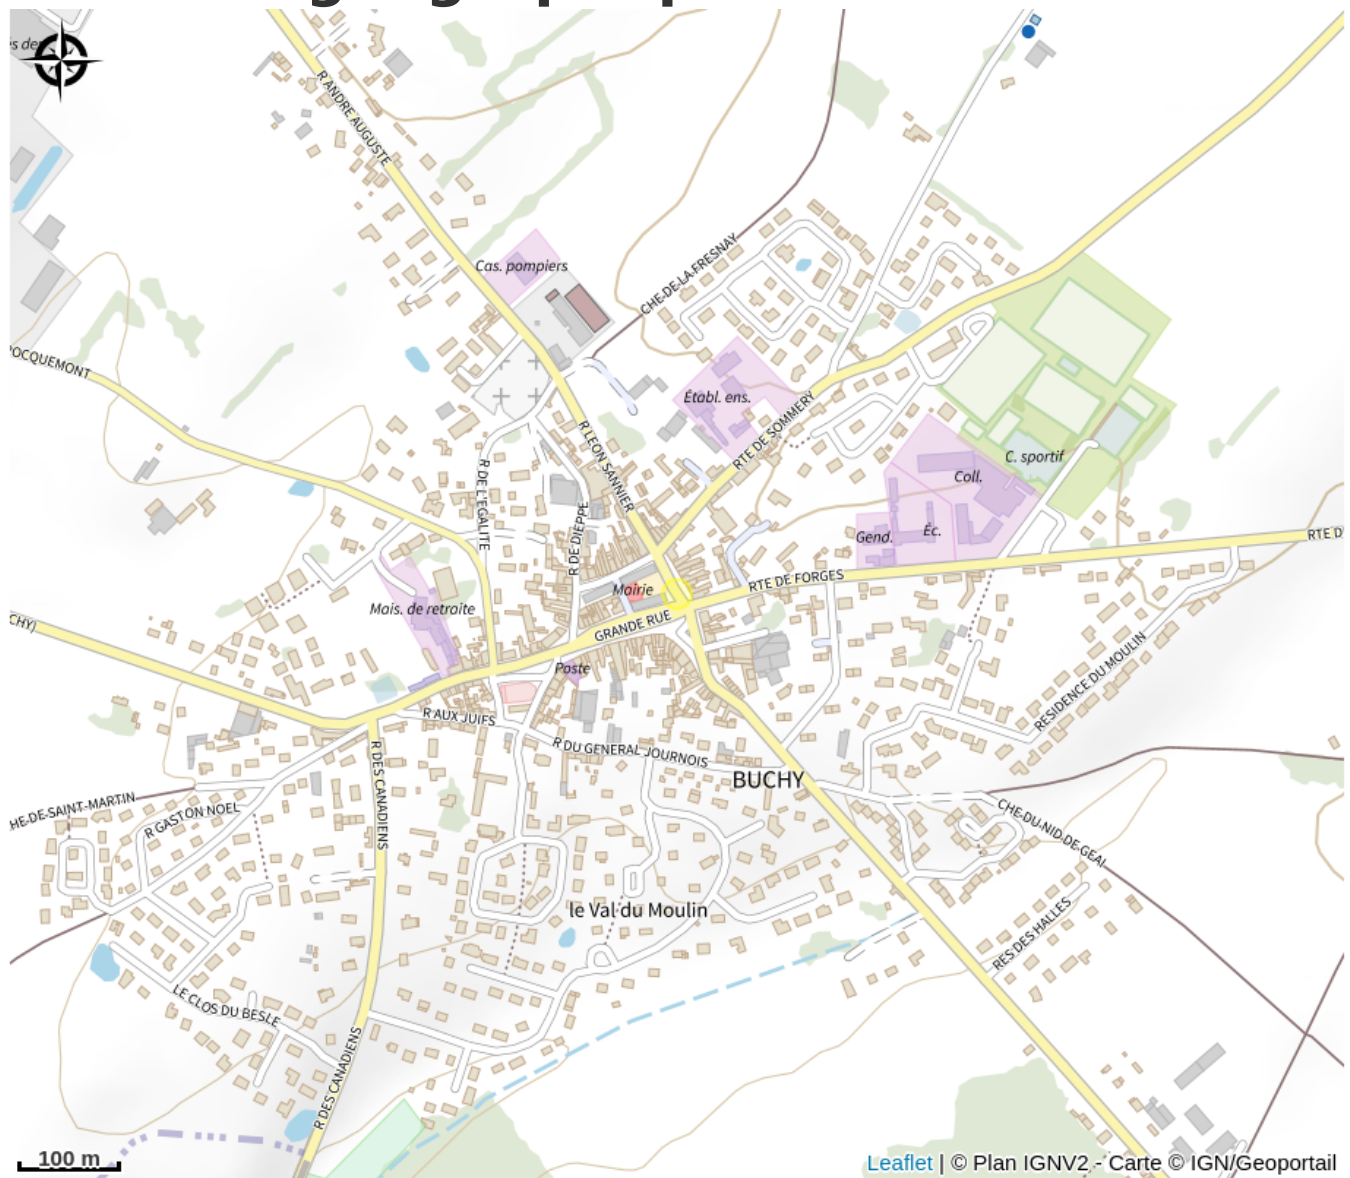 s de
R ANDRE AUGUSTE
Cas. pompiers
CHE-DE-LA-FRESNAY
POCQUEMONT
Établ. ens.
RTE DE SOMMERY
R LEON SANNIER
R DE L'EGALITE
R DE DIEPPE
C. sportif
Coll.
Éc.
Gend.
RTE D
RTE DE FORGES
Mairie
Mais. de retraite
GRANDE RUE
CHY)
Poste
R AUX JUIFS
R DU GENERAL JOURNOIS
RESIDENCE DU MOULIN
BUCHY
R DES CANADIENS
HE-DE-SAINT-MARTIN
R GASTON NOEL
CHE-DU-NID-DE-GEAI
le Val du Moulin
RES DES HALLES
LE CLOS DU BESLE
R DES CANADIENS
100 m
Leaflet | © Plan IGNV2 - Carte © IGN/Geoportail